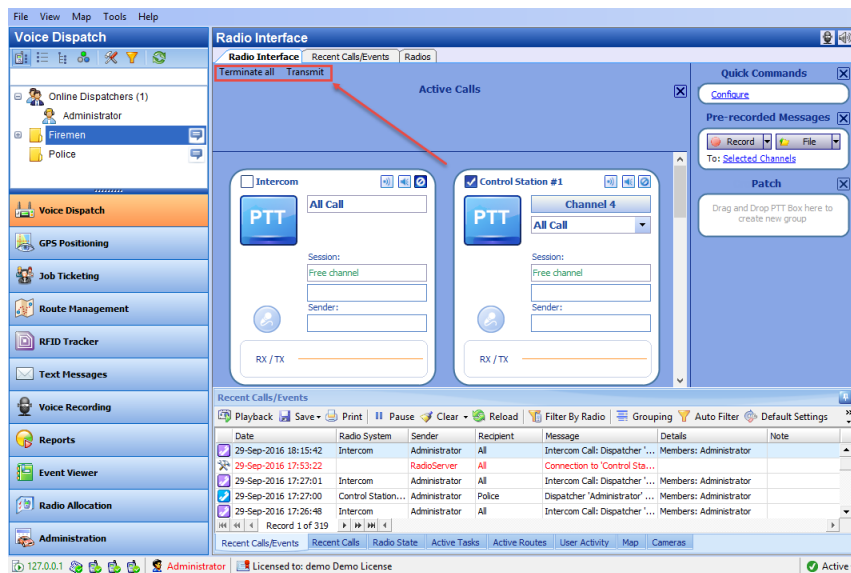 File View Map Tools Help
Voice Dispatch
Radio Interface
Radio Interface Recent Calls/Events Radios
Terminate all Transmit
Active Calls
Online Dispatchers (1)
Administrator
Firemen
Police
Voice Dispatch
GPS Positioning
Job Ticketing
Route Management
RFID Tracker
Text Messages
Voice Recording
Reports
Event Viewer
Radio Allocation
Administration
Intercom
PTT
All Call
Session:
Free channel
Sender:
RX / TX
Control Station #1
PTT
Channel 4
All Call
Session:
Free channel
Sender:
RX / TX
Quick Commands
Configure
Pre-recorded Messages
Record File
To: Selected Channels
Patch
Drag and Drop PTT Box here to
create new group
Recent Calls/Events
Playback Save Print Pause Clear Reload Filter By Radio Grouping Auto Filter Default Settings
Date Radio System Sender Recipient Message Details Note
29-Sep-2016 18:15:42 Intercom Administrator All Intercom Call: Dispatcher '... Members: Administrator
29-Sep-2016 17:53:22 RadioServer All Connection to 'Control Sta...
29-Sep-2016 17:27:01 Intercom Administrator All Intercom Call: Dispatcher '... Members: Administrator
29-Sep-2016 17:27:00 Control Station... Administrator Police Dispatcher 'Administrator' ... Members: Administrator
29-Sep-2016 17:26:48 Intercom Administrator All Intercom Call: Dispatcher '... Members: Administrator
Record 1 of 319
Recent Calls/Events Recent Calls Radio State Active Tasks Active Routes User Activity Map Cameras
127.0.0.1 Administrator Licensed to: demo Demo License Active